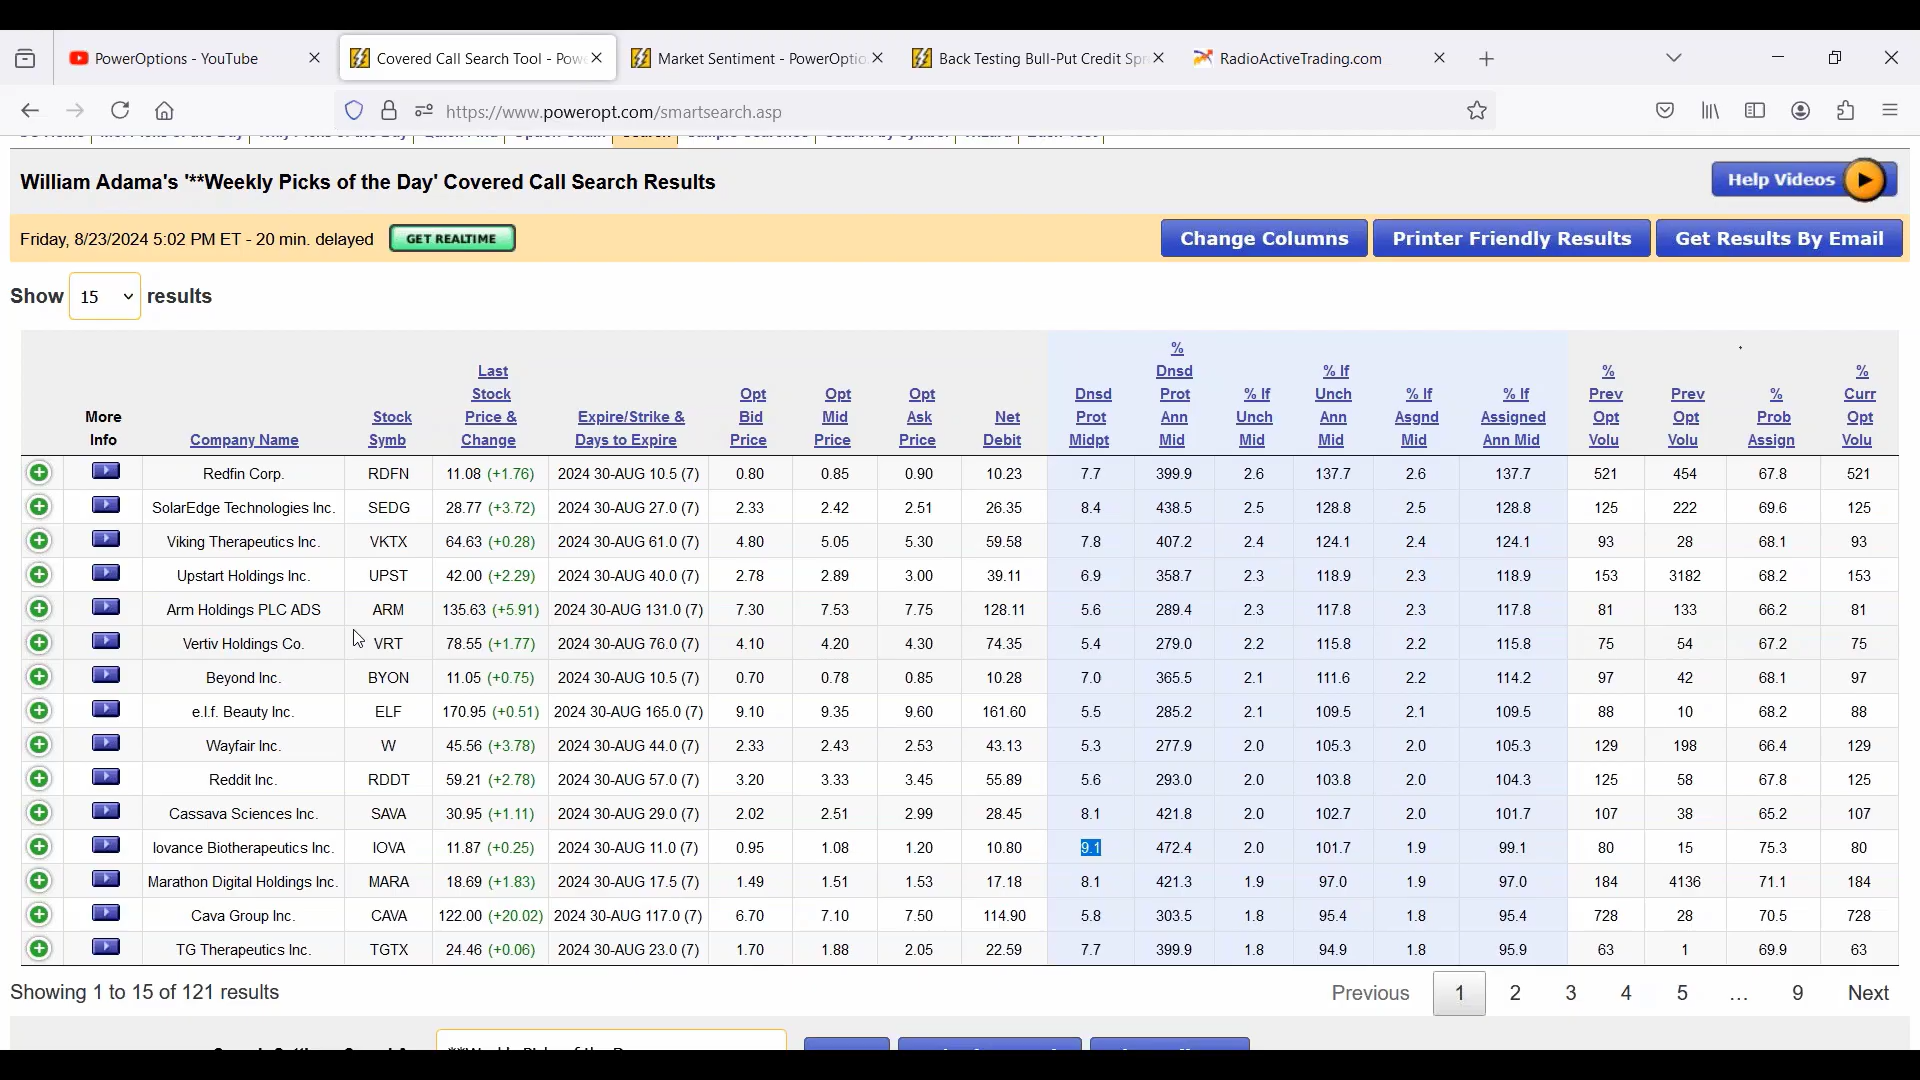 PowerOptions - YouTube
Covered Call Search Tool - Pow
Market Sentiment - PowerOptio
Back Testing Bull-Put Credit Spr
RadioActiveTrading.com
https://www.poweropt.com/smartsearch.asp
William Adama's '**Weekly Picks of the Day' Covered Call Search Results
Help Videos
Friday, 8/23/2024 5:02 PM ET - 20 min. delayed GET REALTIME
Change Columns
Printer Friendly Results
Get Results By Email
Show 15 results
More Info
Company Name
Stock Symb
Last Stock Price & Change
Expire/Strike & Days to Expire
Opt Bid Price
Opt Mid Price
Opt Ask Price
Net Debit
Dnsd Prot Midpt
% Dnsd Prot Ann Mid
% If Unch Mid
% If Unch Ann Mid
% If Asgnd Mid
% If Assigned Ann Mid
% Prev Opt Volu
Prev Opt Volu
% Prob Assign
% Curr Opt Volu
Redfin Corp. RDFN 11.08 (+1.76) 2024 30-AUG 10.5 (7) 0.80 0.85 0.90 10.23 7.7 399.9 2.6 137.7 2.6 137.7 521 454 67.8 521
SolarEdge Technologies Inc. SEDG 28.77 (+3.72) 2024 30-AUG 27.0 (7) 2.33 2.42 2.51 26.35 8.4 438.5 2.5 128.8 2.5 128.8 125 222 69.6 125
Viking Therapeutics Inc. VKTX 64.63 (+0.28) 2024 30-AUG 61.0 (7) 4.80 5.05 5.30 59.58 7.8 407.2 2.4 124.1 2.4 124.1 93 28 68.1 93
Upstart Holdings Inc. UPST 42.00 (+2.29) 2024 30-AUG 40.0 (7) 2.78 2.89 3.00 39.11 6.9 358.7 2.3 118.9 2.3 118.9 153 3182 68.2 153
Arm Holdings PLC ADS ARM 135.63 (+5.91) 2024 30-AUG 131.0 (7) 7.30 7.53 7.75 128.11 5.6 289.4 2.3 117.8 2.3 117.8 81 133 66.2 81
Vertiv Holdings Co. VRT 78.55 (+1.77) 2024 30-AUG 76.0 (7) 4.10 4.20 4.30 74.35 5.4 279.0 2.2 115.8 2.2 115.8 75 54 67.2 75
Beyond Inc. BYON 11.05 (+0.75) 2024 30-AUG 10.5 (7) 0.70 0.78 0.85 10.28 7.0 365.5 2.1 111.6 2.2 114.2 97 42 68.1 97
e.l.f. Beauty Inc. ELF 170.95 (+0.51) 2024 30-AUG 165.0 (7) 9.10 9.35 9.60 161.60 5.5 285.2 2.1 109.5 2.1 109.5 88 10 68.2 88
Wayfair Inc. W 45.56 (+3.78) 2024 30-AUG 44.0 (7) 2.33 2.43 2.53 43.13 5.3 277.9 2.0 105.3 2.0 105.3 129 198 66.4 129
Reddit Inc. RDDT 59.21 (+2.78) 2024 30-AUG 57.0 (7) 3.20 3.33 3.45 55.89 5.6 293.0 2.0 103.8 2.0 104.3 125 58 67.8 125
Cassava Sciences Inc. SAVA 30.95 (+1.11) 2024 30-AUG 29.0 (7) 2.02 2.51 2.99 28.45 8.1 421.8 2.0 102.7 2.0 101.7 107 38 65.2 107
Iovance Biotherapeutics Inc. IOVA 11.87 (+0.25) 2024 30-AUG 11.0 (7) 0.95 1.08 1.20 10.80 9.1 472.4 2.0 101.7 1.9 99.1 80 15 75.3 80
Marathon Digital Holdings Inc. MARA 18.69 (+1.83) 2024 30-AUG 17.5 (7) 1.49 1.51 1.53 17.18 8.1 421.3 1.9 97.0 1.9 97.0 184 4136 71.1 184
Cava Group Inc. CAVA 122.00 (+20.02) 2024 30-AUG 117.0 (7) 6.70 7.10 7.50 114.90 5.8 303.5 1.8 95.4 1.8 95.4 728 28 70.5 728
TG Therapeutics Inc. TGTX 24.46 (+0.06) 2024 30-AUG 23.0 (7) 1.70 1.88 2.05 22.59 7.7 399.9 1.8 94.9 1.8 95.9 63 1 69.9 63
Showing 1 to 15 of 121 results
Previous 1 2 3 4 5 … 9 Next